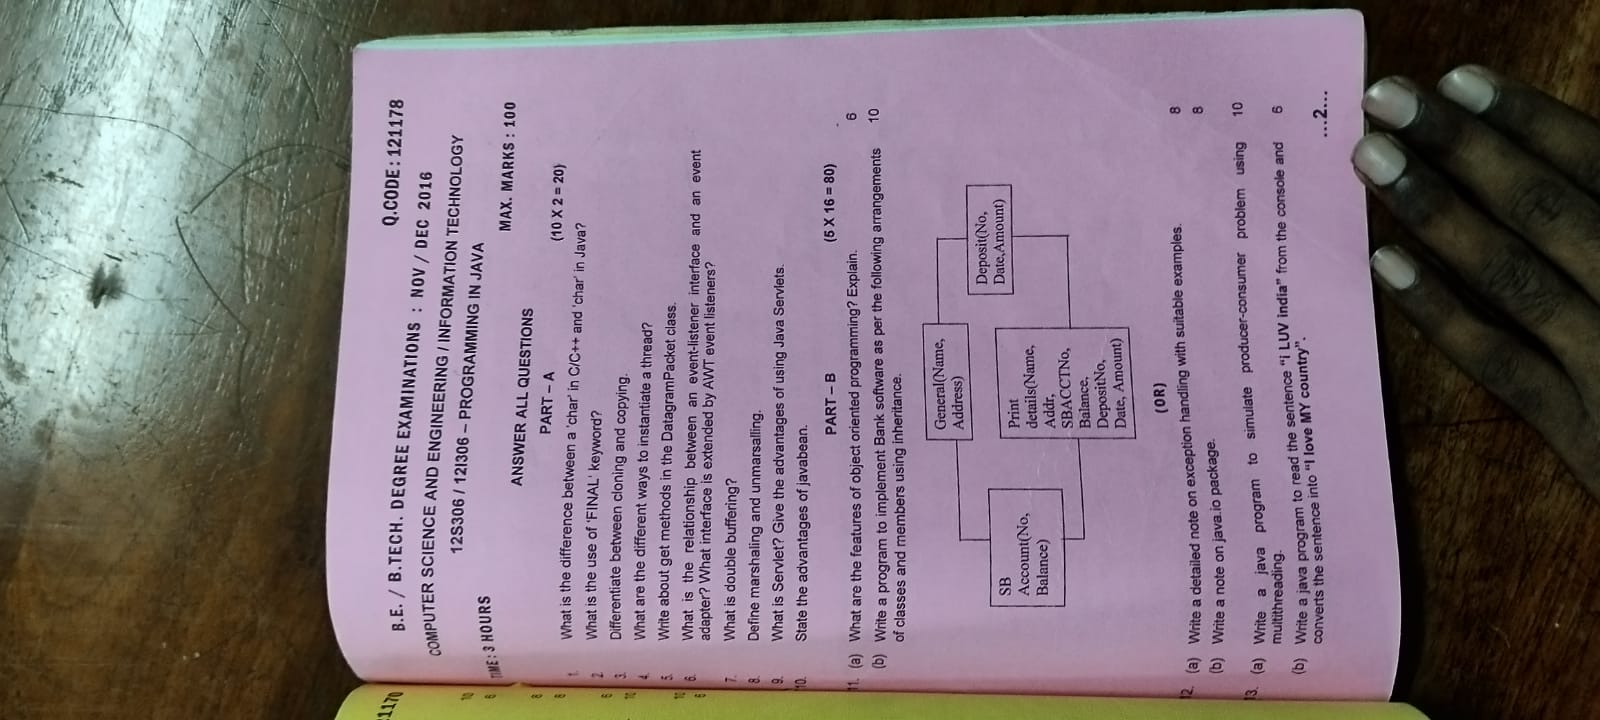 21170
10
6
8
8
6
10
10
6
Q.CODE : 121178
B.E. / B.TECH. DEGREE EXAMINATIONS : NOV / DEC 2016
COMPUTER SCIENCE AND ENGINEERING / INFORMATION TECHNOLOGY
12S306 / 12I306 – PROGRAMMING IN JAVA
TIME : 3 HOURS
MAX. MARKS : 100
ANSWER ALL QUESTIONS
PART – A (10 X 2 = 20)
1. What is the difference between a 'char' in C/C++ and 'char' in Java?
2. What is the use of 'FINAL' keyword?
3. Differentiate between cloning and copying.
4. What are the different ways to instantiate a thread?
5. Write about get methods in the DatagramPacket class.
6. What is the relationship between an event-listener interface and an event
adapter? What interface is extended by AWT event listeners?
7. What is double buffering?
8. Define marshaling and unmarsalling.
9. What is Servlet? Give the advantages of using Java Servlets.
10. State the advantages of javabean.
PART – B (5 X 16 = 80)
11. (a) What are the features of object oriented programming? Explain. 6
(b) Write a program to implement Bank software as per the following arrangements 10
of classes and members using inheritance.
General(Name,
Address)
SB
Account(No,
Balance)
Deposit(No,
Date,Amount)
Print
details(Name,
Addr,
SBACCTNo,
Balance,
DepositNo,
Date, Amount)
(OR)
12. (a) Write a detailed note on exception handling with suitable examples. 8
(b) Write a note on java.io package. 8
13. (a) Write a java program to simulate producer-consumer problem using 10
multithreading.
(b) Write a java program to read the sentence "i LUV india" from the console and 6
converts the sentence into "I love MY country".
...2...